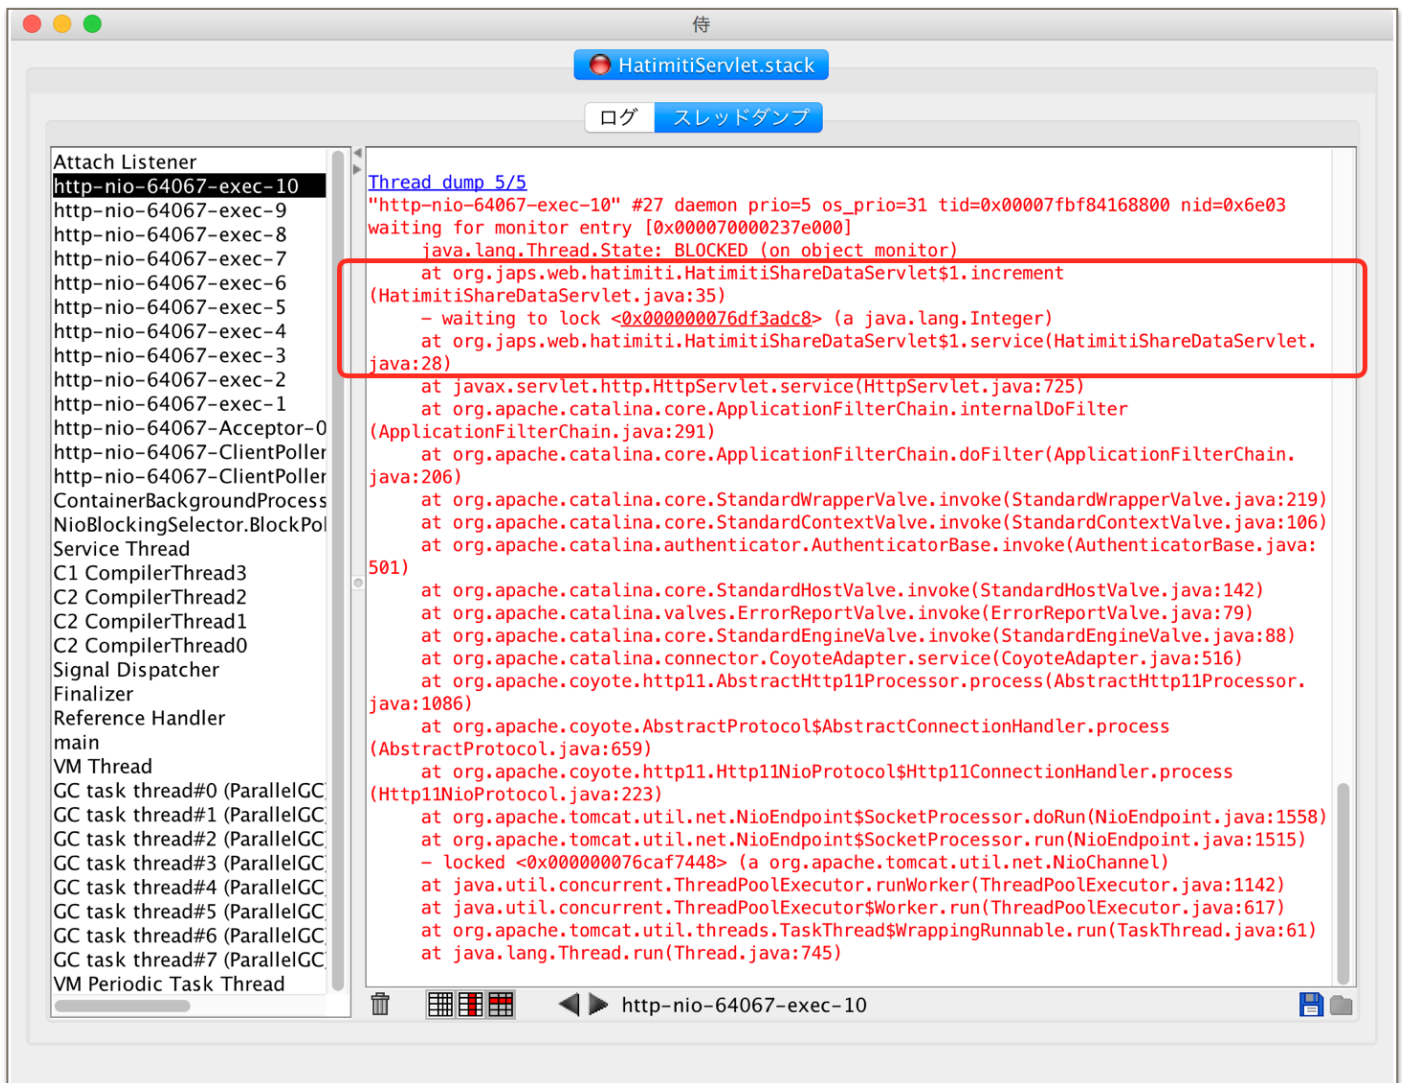 侍
HatimitiServlet.stack
ログ スレッドダンプ
Attach Listener
http-nio-64067-exec-10
http-nio-64067-exec-9
http-nio-64067-exec-8
http-nio-64067-exec-7
http-nio-64067-exec-6
http-nio-64067-exec-5
http-nio-64067-exec-4
http-nio-64067-exec-3
http-nio-64067-exec-2
http-nio-64067-exec-1
http-nio-64067-Acceptor-0
http-nio-64067-ClientPoller
http-nio-64067-ClientPoller
ContainerBackgroundProcess
NioBlockingSelector.BlockPol
Service Thread
C1 CompilerThread3
C2 CompilerThread2
C2 CompilerThread1
C2 CompilerThread0
Signal Dispatcher
Finalizer
Reference Handler
main
VM Thread
GC task thread#0 (ParallelGC)
GC task thread#1 (ParallelGC)
GC task thread#2 (ParallelGC)
GC task thread#3 (ParallelGC)
GC task thread#4 (ParallelGC)
GC task thread#5 (ParallelGC)
GC task thread#6 (ParallelGC)
GC task thread#7 (ParallelGC)
VM Periodic Task Thread
Thread dump 5/5
"http-nio-64067-exec-10" #27 daemon prio=5 os_prio=31 tid=0x00007fbf84168800 nid=0x6e03
waiting for monitor entry [0x000070000237e000]
java.lang.Thread.State: BLOCKED (on object monitor)
at org.japs.web.hatimiti.HatimitiShareDataServlet$1.increment
(HatimitiShareDataServlet.java:35)
– waiting to lock <0x000000076df3adc8> (a java.lang.Integer)
at org.japs.web.hatimiti.HatimitiShareDataServlet$1.service(HatimitiShareDataServlet.
java:28)
at javax.servlet.http.HttpServlet.service(HttpServlet.java:725)
at org.apache.catalina.core.ApplicationFilterChain.internalDoFilter
(ApplicationFilterChain.java:291)
at org.apache.catalina.core.ApplicationFilterChain.doFilter(ApplicationFilterChain.
java:206)
at org.apache.catalina.core.StandardWrapperValve.invoke(StandardWrapperValve.java:219)
at org.apache.catalina.core.StandardContextValve.invoke(StandardContextValve.java:106)
at org.apache.catalina.authenticator.AuthenticatorBase.invoke(AuthenticatorBase.java:
501)
at org.apache.catalina.core.StandardHostValve.invoke(StandardHostValve.java:142)
at org.apache.catalina.valves.ErrorReportValve.invoke(ErrorReportValve.java:79)
at org.apache.catalina.core.StandardEngineValve.invoke(StandardEngineValve.java:88)
at org.apache.catalina.connector.CoyoteAdapter.service(CoyoteAdapter.java:516)
at org.apache.coyote.http11.AbstractHttp11Processor.process(AbstractHttp11Processor.
java:1086)
at org.apache.coyote.AbstractProtocol$AbstractConnectionHandler.process
(AbstractProtocol.java:659)
at org.apache.coyote.http11.Http11NioProtocol$Http11ConnectionHandler.process
(Http11NioProtocol.java:223)
at org.apache.tomcat.util.net.NioEndpoint$SocketProcessor.doRun(NioEndpoint.java:1558)
at org.apache.tomcat.util.net.NioEndpoint$SocketProcessor.run(NioEndpoint.java:1515)
– locked <0x000000076caf7448> (a org.apache.tomcat.util.net.NioChannel)
at java.util.concurrent.ThreadPoolExecutor.runWorker(ThreadPoolExecutor.java:1142)
at java.util.concurrent.ThreadPoolExecutor$Worker.run(ThreadPoolExecutor.java:617)
at org.apache.tomcat.util.threads.TaskThread$WrappingRunnable.run(TaskThread.java:61)
at java.lang.Thread.run(Thread.java:745)
http-nio-64067-exec-10